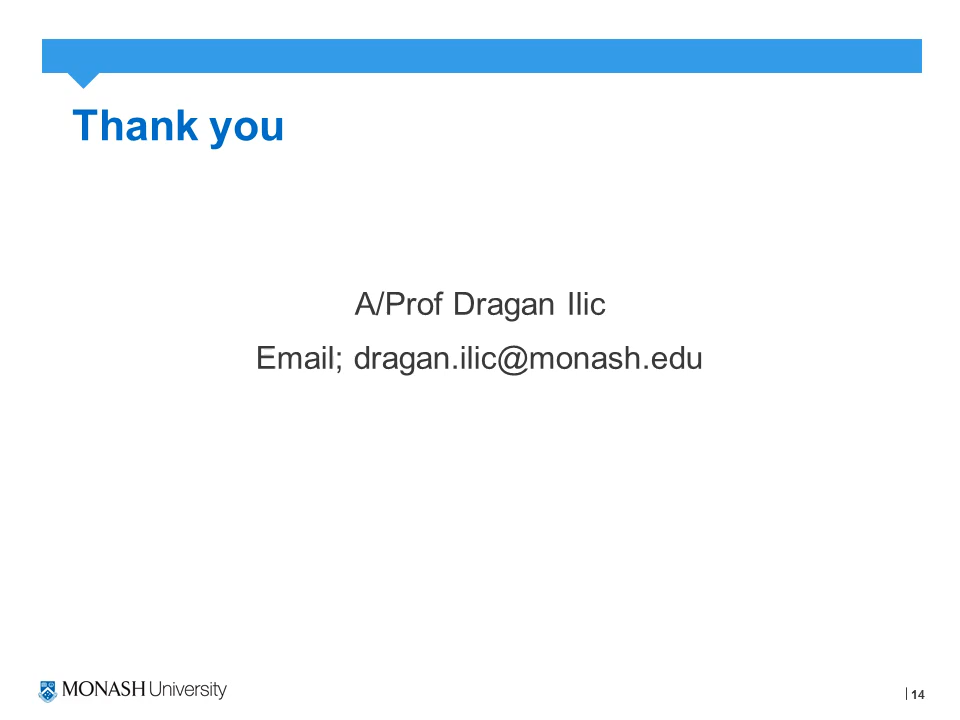 Thank you
A/Prof Dragan Ilic
Email; dragan.ilic@monash.edu
MONASH University
14